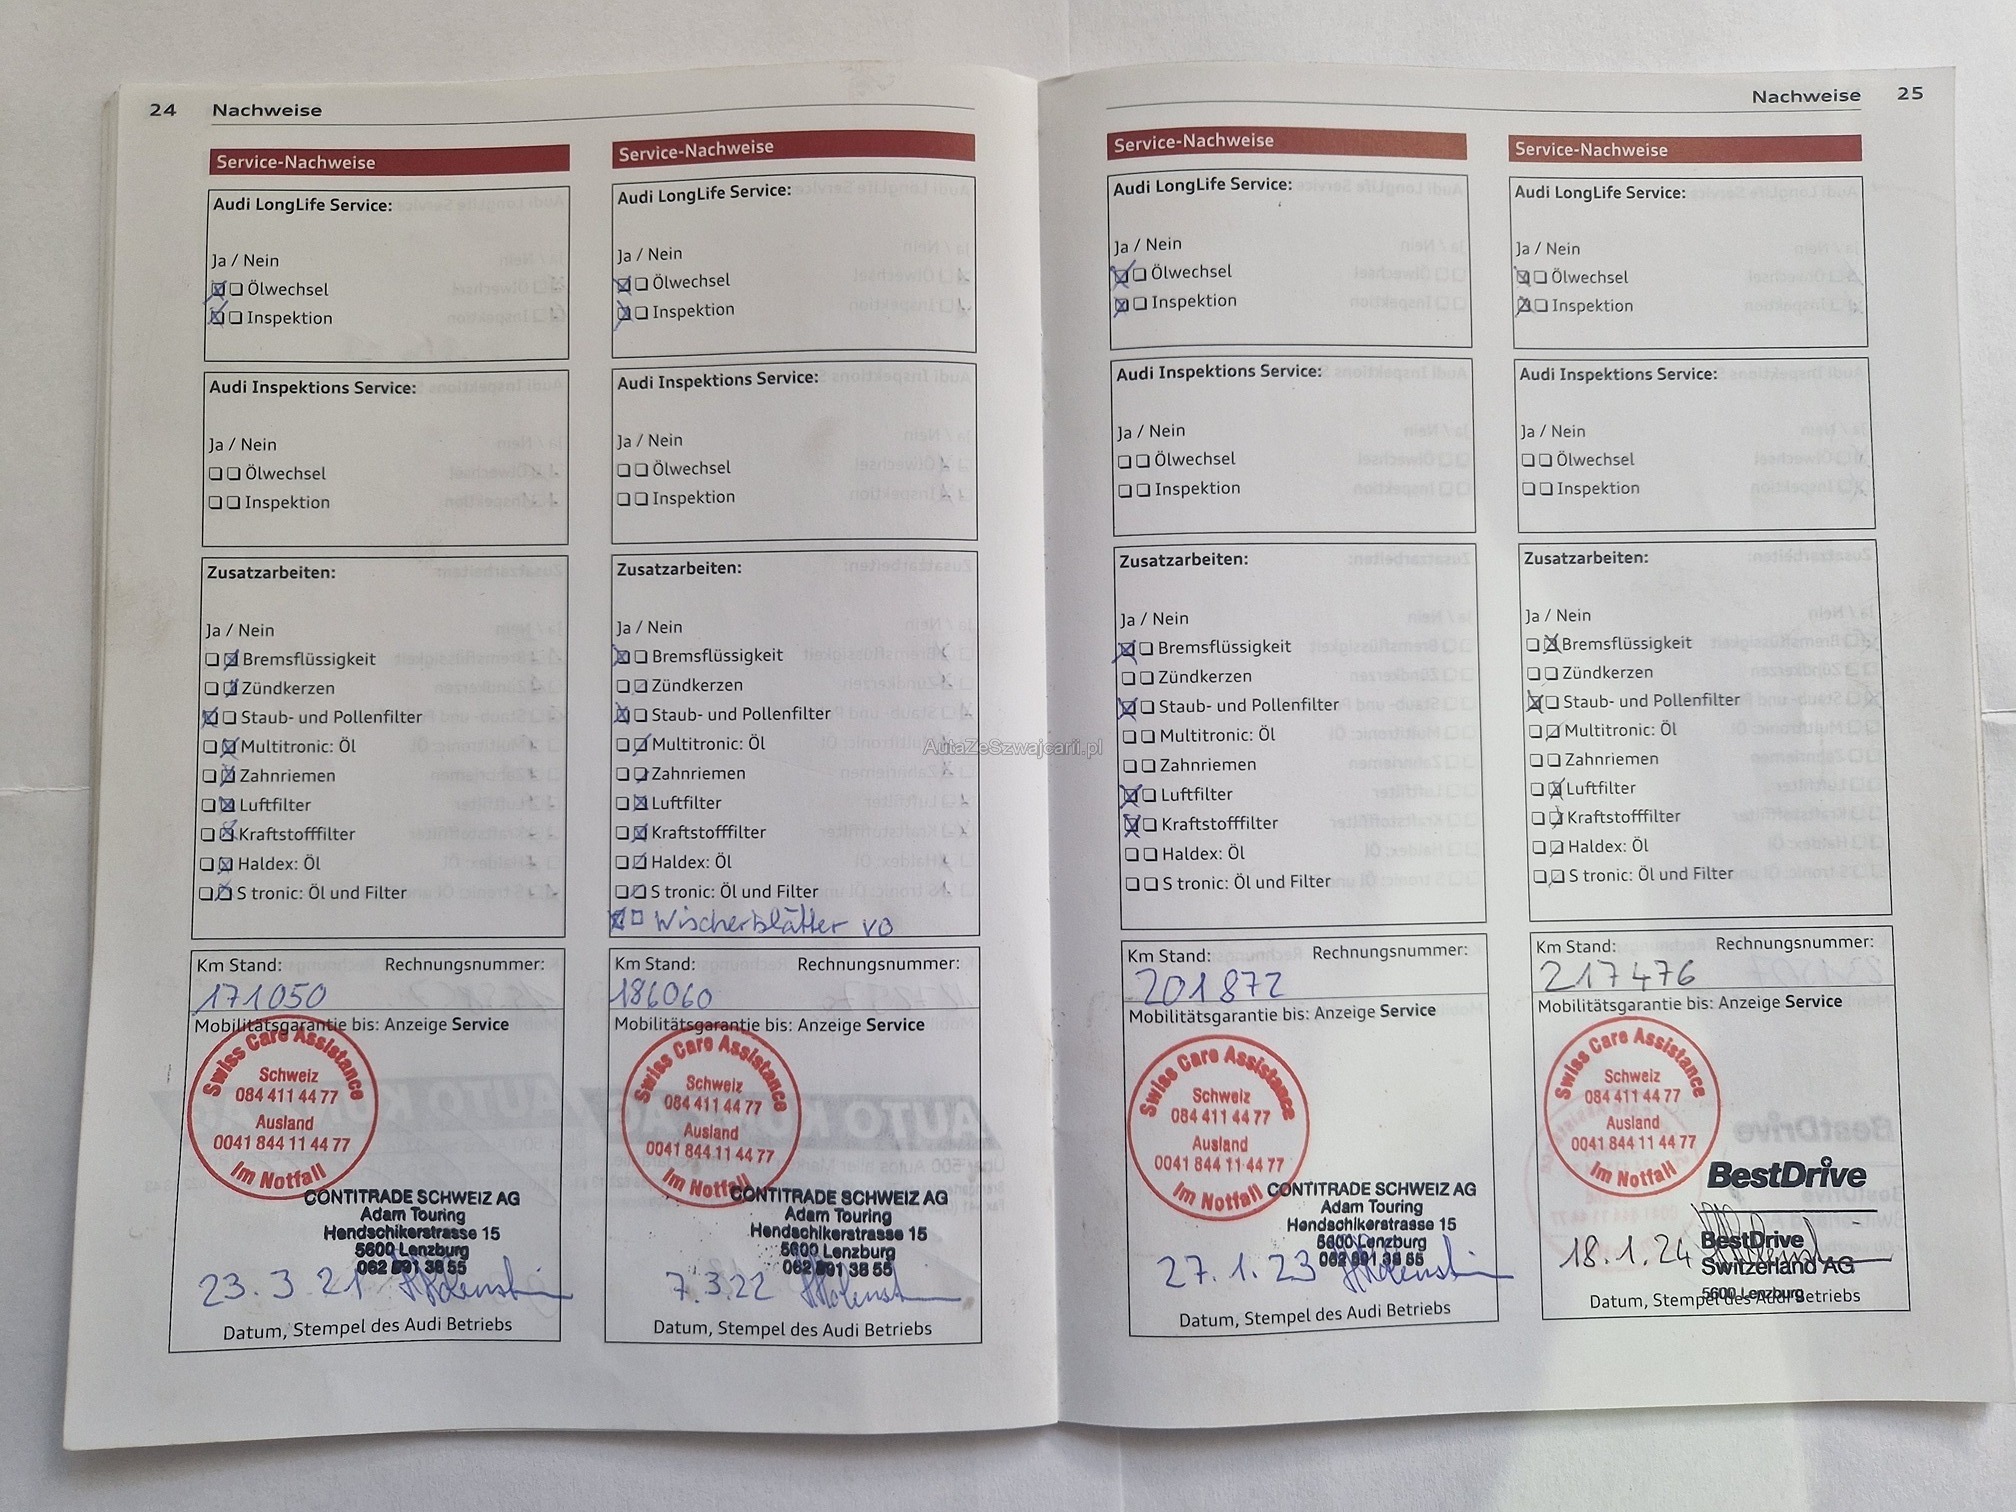 24 Nachweise
Service-Nachweise
Audi LongLife Service:
Ja / Nein
Ölwechsel
Inspektion
Audi Inspektions Service:
Ja / Nein
Ölwechsel
Inspektion
Zusatzarbeiten:
Ja / Nein
Bremsflüssigkeit
Zündkerzen
Staub- und Pollenfilter
Multitronic: Öl
Zahnriemen
Luftfilter
Kraftstofffilter
Haldex: Öl
S tronic: Öl und Filter
Km Stand: Rechnungsnummer:
171050
Mobilitätsgarantie bis: Anzeige Service
Swiss Care Assistance
Schweiz
084 411 44 77
Ausland
0041 844 11 44 77
Im Notfall
CONTITRADE SCHWEIZ AG
Adam Touring
Hendschikerstrasse 15
5600 Lenzburg
062 891 38 55
23.3.21
Datum, Stempel des Audi Betriebs
Service-Nachweise
Audi LongLife Service:
Ja / Nein
Ölwechsel
Inspektion
Audi Inspektions Service:
Ja / Nein
Ölwechsel
Inspektion
Zusatzarbeiten:
Ja / Nein
Bremsflüssigkeit
Zündkerzen
Staub- und Pollenfilter
Multitronic: Öl
Zahnriemen
Luftfilter
Kraftstofffilter
Haldex: Öl
S tronic: Öl und Filter
Wischerblätter vo
Km Stand: Rechnungsnummer:
186060
Mobilitätsgarantie bis: Anzeige Service
Swiss Care Assistance
Schweiz
084 411 44 77
Ausland
0041 844 11 44 77
Im Notfall
CONTITRADE SCHWEIZ AG
Adam Touring
Hendschikerstrasse 15
5600 Lenzburg
062 891 38 55
7.3.22
Datum, Stempel des Audi Betriebs
AutaZeSzwajcarii.pl
Nachweise 25
Service-Nachweise
Audi LongLife Service:
Ja / Nein
Ölwechsel
Inspektion
Audi Inspektions Service:
Ja / Nein
Ölwechsel
Inspektion
Zusatzarbeiten:
Ja / Nein
Bremsflüssigkeit
Zündkerzen
Staub- und Pollenfilter
Multitronic: Öl
Zahnriemen
Luftfilter
Kraftstofffilter
Haldex: Öl
S tronic: Öl und Filter
Km Stand: Rechnungsnummer:
201872
Mobilitätsgarantie bis: Anzeige Service
Swiss Care Assistance
Schweiz
084 411 44 77
Ausland
0041 844 11 44 77
Im Notfall
CONTITRADE SCHWEIZ AG
Adam Touring
Hendschikerstrasse 15
5600 Lenzburg
062 891 38 55
27.1.23
Datum, Stempel des Audi Betriebs
Service-Nachweise
Audi LongLife Service:
Ja / Nein
Ölwechsel
Inspektion
Audi Inspektions Service:
Ja / Nein
Ölwechsel
Inspektion
Zusatzarbeiten:
Ja / Nein
Bremsflüssigkeit
Zündkerzen
Staub- und Pollenfilter
Multitronic: Öl
Zahnriemen
Luftfilter
Kraftstofffilter
Haldex: Öl
S tronic: Öl und Filter
Km Stand: Rechnungsnummer:
217476
Mobilitätsgarantie bis: Anzeige Service
Swiss Care Assistance
Schweiz
084 411 44 77
Ausland
0041 844 11 44 77
Im Notfall
BestDrive
BestDrive
Switzerland AG
5600 Lenzburg
18.1.24
Datum, Stempel des Audi Betriebs